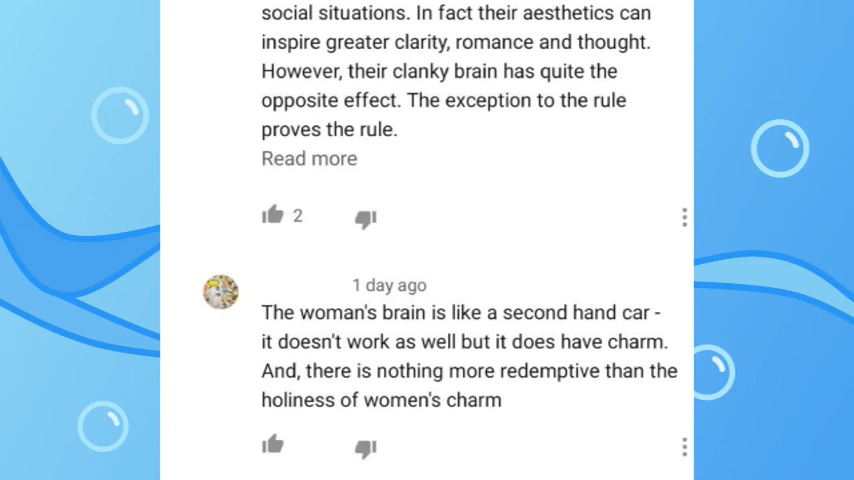 social situations. In fact their aesthetics can
inspire greater clarity, romance and thought.
However, their clanky brain has quite the
opposite effect. The exception to the rule
proves the rule.
Read more
2
1 day ago
The woman's brain is like a second hand car -
it doesn't work as well but it does have charm.
And, there is nothing more redemptive than the
holiness of women's charm